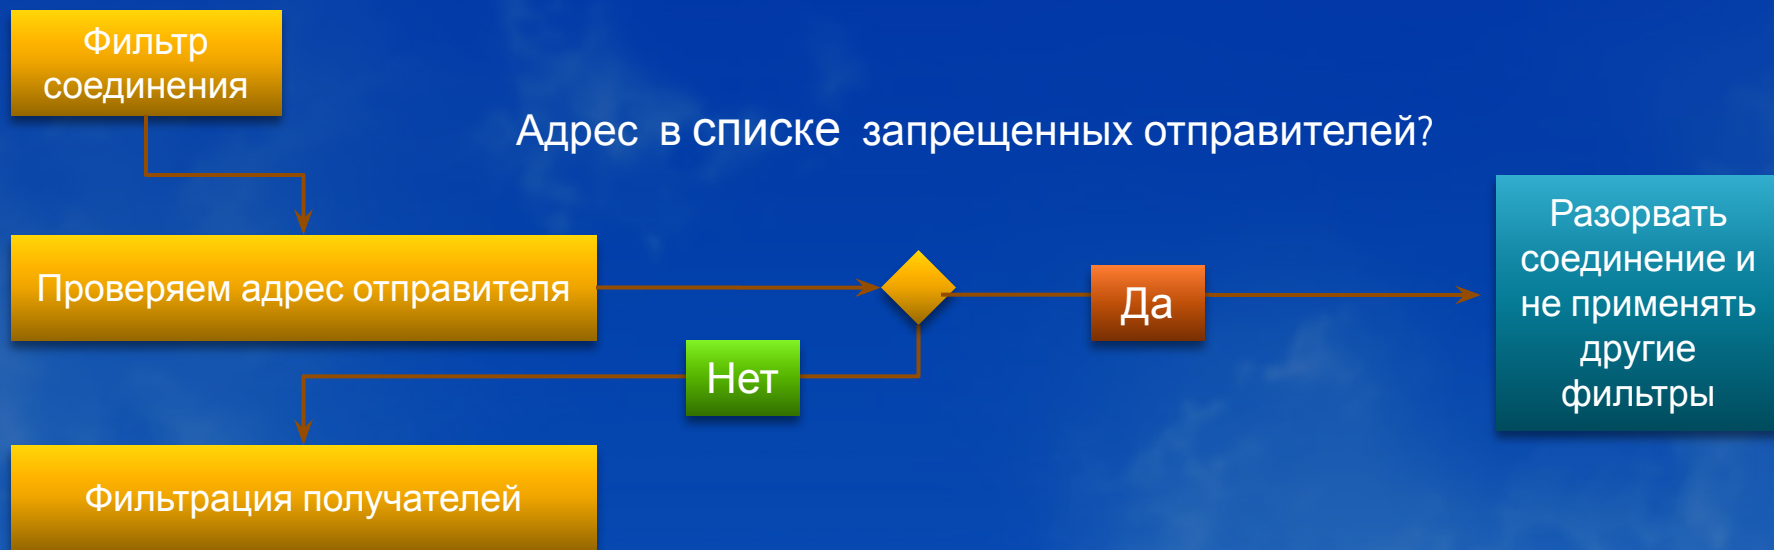 Фильтр
соединения
Адрес в списке запрещенных отправителей?
Разорвать
соединение и
не применять
другие
фильтры
Проверяем адрес отправителя
Да
Нет
Фильтрация получателей